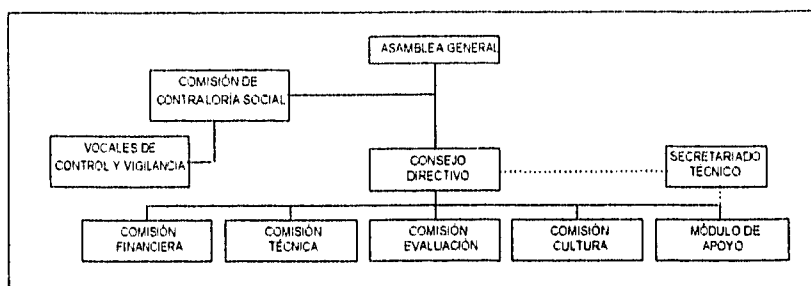 ASAMBLEA GENERAL
COMISIÓN DE
CONTRALORÍA SOCIAL
VOCALES DE
CONTROL Y VIGILANCIA
CONSEJO
DIRECTIVO
SECRETARIADO
TÉCNICO
COMISIÓN
FINANCIERA
COMISIÓN
TÉCNICA
COMISIÓN
EVALUACIÓN
COMISIÓN
CULTURA
MÓDULO DE
APOYO